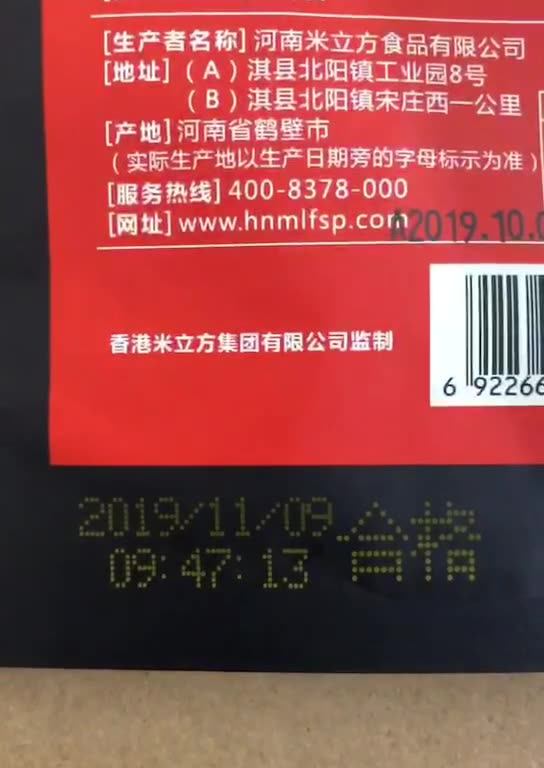 [生产者名称] 河南米立方食品有限公司
[地址] （A）淇县北阳镇工业园8号
（B）淇县北阳镇宋庄西一公里
[产地] 河南省鹤壁市
（实际生产地以生产日期旁的字母标示为准）
[服务热线] 400-8378-000
[网址] www.hnmlfsp.com
A2019.10.0
香港米立方集团有限公司监制
6 92266
2019/11/09 合格
09:47:13